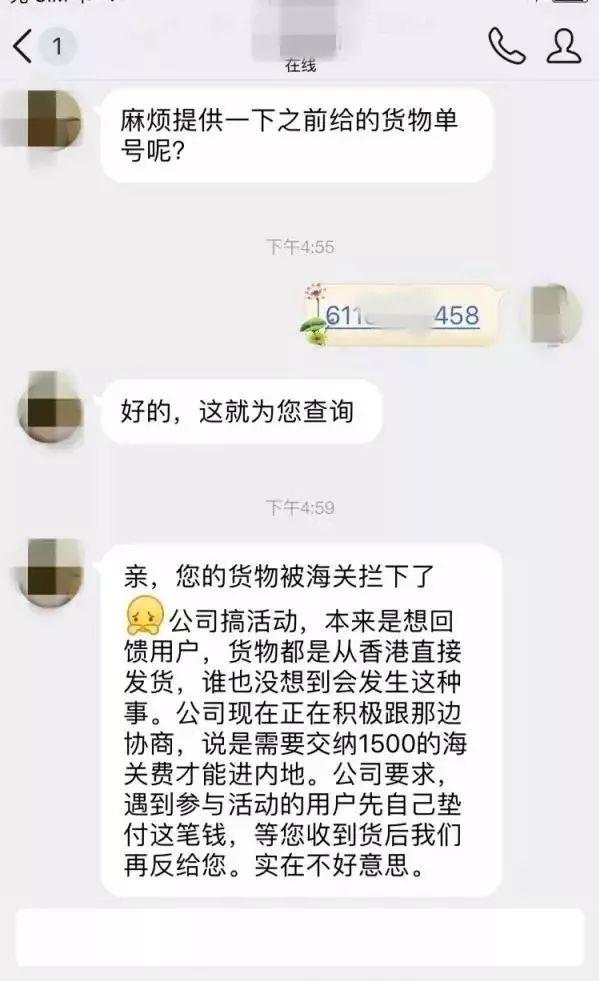 1
在线
麻烦提供一下之前给的货物单
号呢？
下午4:55
611 458
好的，这就为您查询
下午4:59
亲，您的货物被海关拦下了
公司搞活动，本来是想回
馈用户，货物都是从香港直接
发货，谁也没想到会发生这种
事。公司现在正在积极跟那边
协商，说是需要交纳1500的海
关费才能进内地。公司要求，
遇到参与活动的用户先自己垫
付这笔钱，等您收到货后我们
再反给您。实在不好意思。